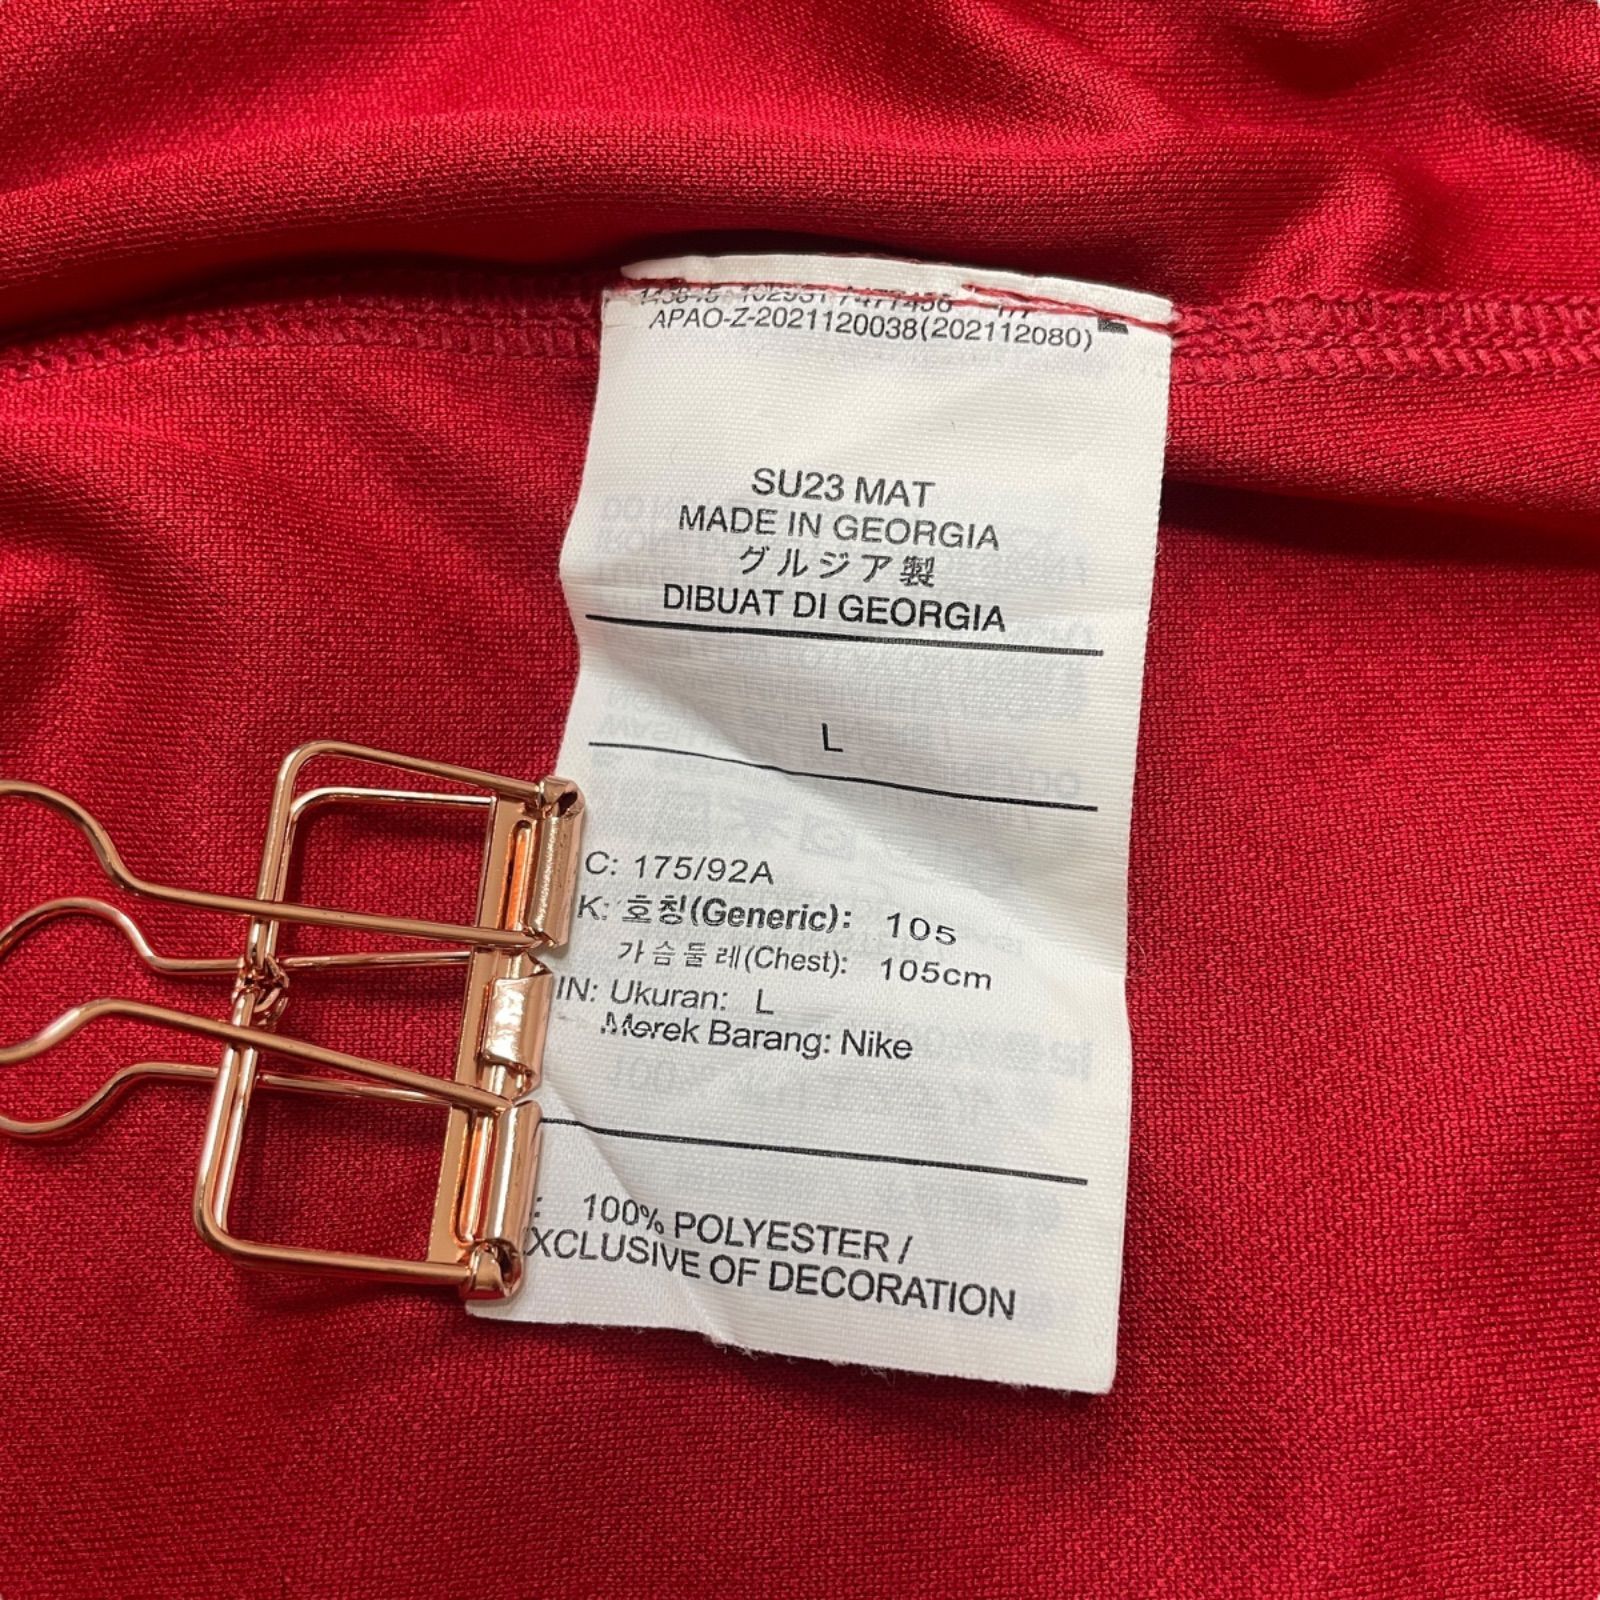 APAO-Z-2021120038(202112080)
SU23 MAT
MADE IN GEORGIA
グルジア製
DIBUAT DI GEORGIA
L
C: 175/92A
K: 호칭(Generic): 105
가슴둘레(Chest): 105cm
IN: Ukuran: L
Merek Barang: Nike
: 100% POLYESTER /
EXCLUSIVE OF DECORATION